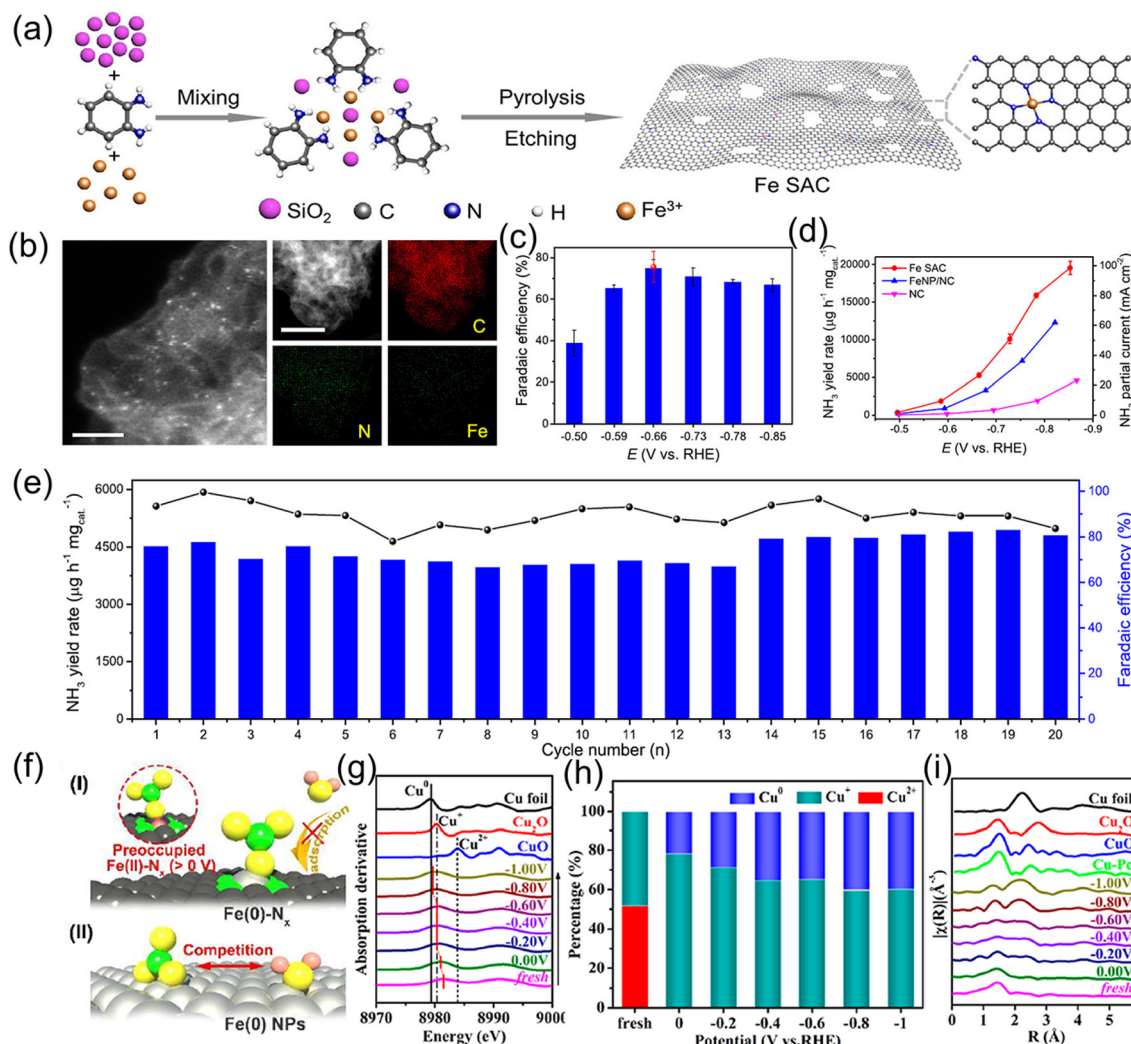 (a)
+
+
Mixing
Pyrolysis
Etching
Fe SAC
SiO₂ C N H Fe³⁺
(b)
C
N
Fe
(c)
Faradaic efficiency (%)
80
60
40
20
0
-0.50 -0.59 -0.66 -0.73 -0.78 -0.85
E (V vs. RHE)
(d)
NH₃ yield rate (μg h⁻¹ mg_cat.⁻¹)
20000
15000
10000
5000
0
Fe SAC
FeNP/NC
NC
100
80
60
40
20
0
NH₃ partial current (mA cm⁻²)
-0.5 -0.6 -0.7 -0.8 -0.9
E (V vs. RHE)
(e)
NH₃ yield rate (μg h⁻¹ mg_cat.⁻¹)
6000
4500
3000
1500
0
100
80
60
40
20
0
Faradaic efficiency (%)
1 2 3 4 5 6 7 8 9 10 11 12 13 14 15 16 17 18 19 20
Cycle number (n)
(f)
(I)
Preoccupied
Fe(II)-Nₓ (> 0 V)
adsorption
Fe(0)-Nₓ
(II)
Competition
Fe(0) NPs
(g)
Absorption derivative
Cu⁰
Cu⁺
Cu²⁺
Cu foil
Cu₂O
CuO
-1.00V
-0.80V
-0.60V
-0.40V
-0.20V
0.00V
fresh
8970 8980 8990 9000
Energy (eV)
(h)
Cu⁰ Cu⁺ Cu²⁺
Percentage (%)
100
80
60
40
20
0
fresh 0 -0.2 -0.4 -0.6 -0.8 -1
Potential (V vs.RHE)
(i)
|χ(R)|(Å⁻³)
Cu foil
Cu₂O
CuO
Cu-Pc
-1.00V
-0.80V
-0.60V
-0.40V
-0.20V
0.00V
fresh
0 1 2 3 4 5
R (Å)